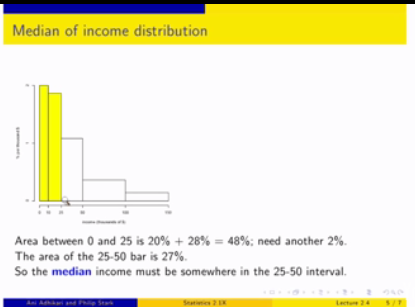 Median of income distribution
Area between 0 and 25 is 20% + 28% = 48%; need another 2%.
The area of the 25-50 bar is 27%.
So the median income must be somewhere in the 25-50 interval.
Ani Adhikari and Philip Stark Statistics 2.1X Lecture 2.4 5 / 7